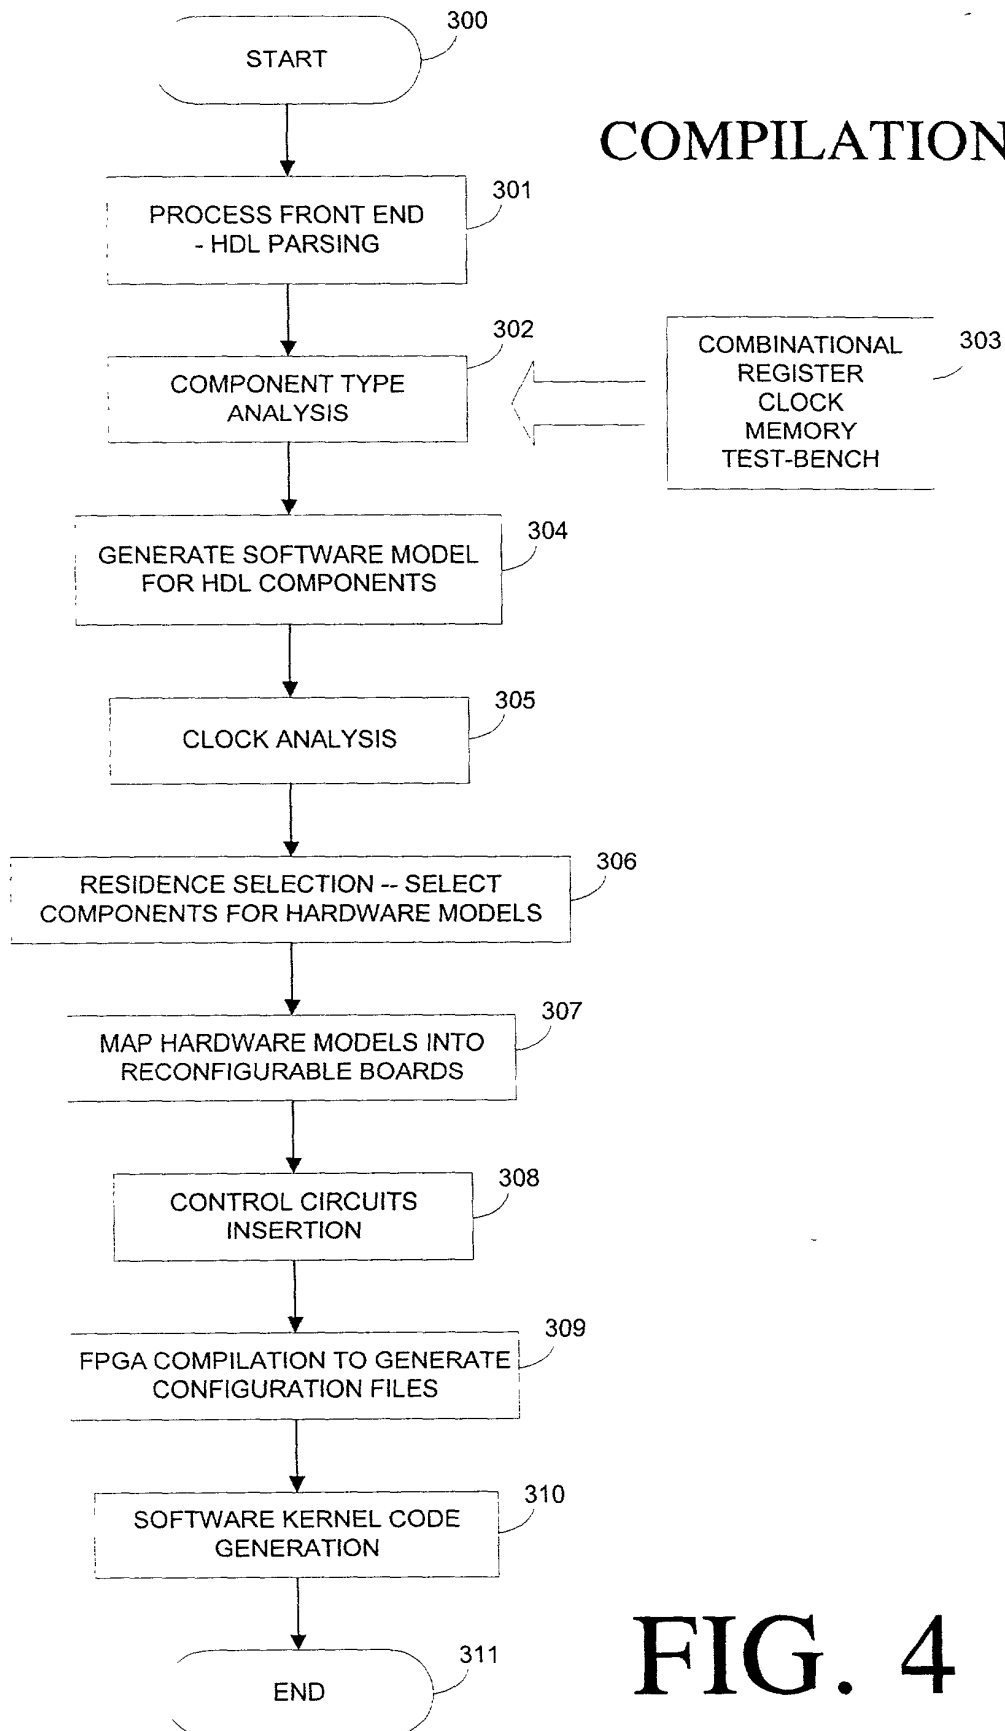 300
START
COMPILATION
301
PROCESS FRONT END
- HDL PARSING
302
COMPONENT TYPE
ANALYSIS
303
COMBINATIONAL
REGISTER
CLOCK
MEMORY
TEST-BENCH
304
GENERATE SOFTWARE MODEL
FOR HDL COMPONENTS
305
CLOCK ANALYSIS
306
RESIDENCE SELECTION -- SELECT
COMPONENTS FOR HARDWARE MODELS
307
MAP HARDWARE MODELS INTO
RECONFIGURABLE BOARDS
308
CONTROL CIRCUITS
INSERTION
309
FPGA COMPILATION TO GENERATE
CONFIGURATION FILES
310
SOFTWARE KERNEL CODE
GENERATION
311
END
FIG. 4